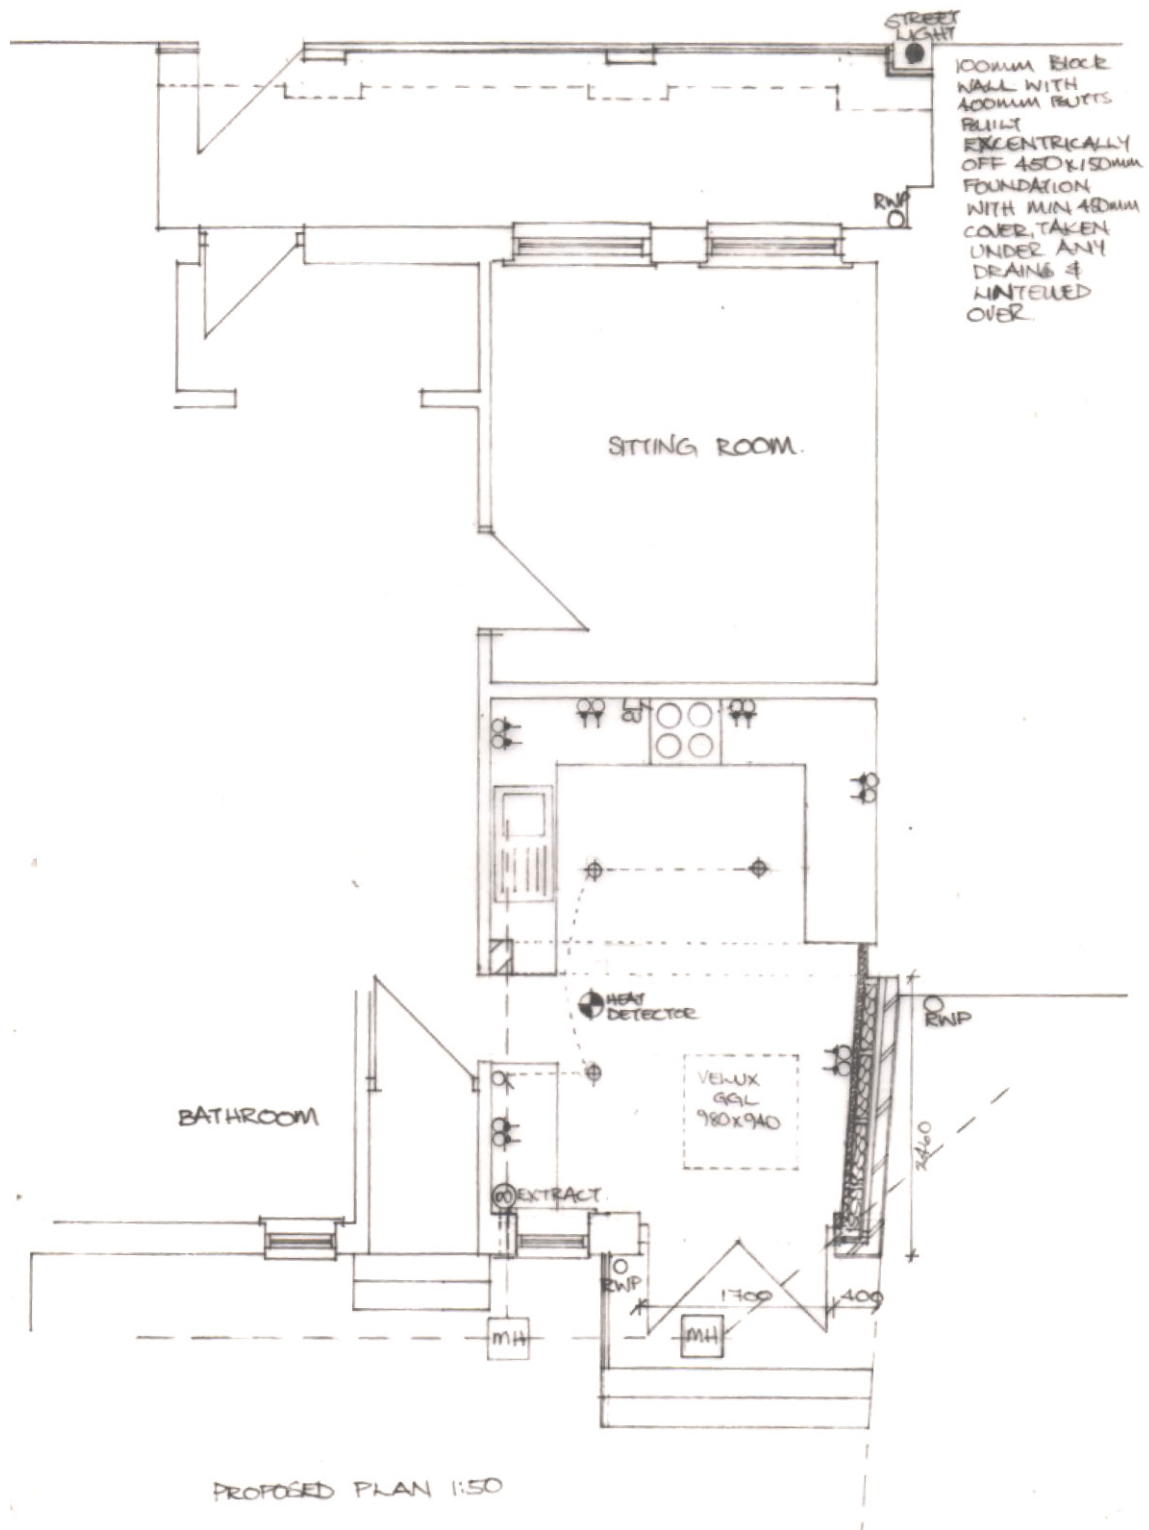 STREET
LIGHT
100mm BLOCK
WALL WITH
400mm BUTTS
BUILT
EXCENTRICALLY
OFF 450x150mm
FOUNDATION
WITH MIN 450mm
COVER, TAKEN
UNDER ANY
DRAINS &
LINTELLED
OVER.
RWP
SITTING ROOM.
HEAT
DETECTOR
RWP
VELUX
GGL
980x940
BATHROOM
2460
EXTRACT.
RWP
1700
400
MH
MH
PROPOSED PLAN 1:50